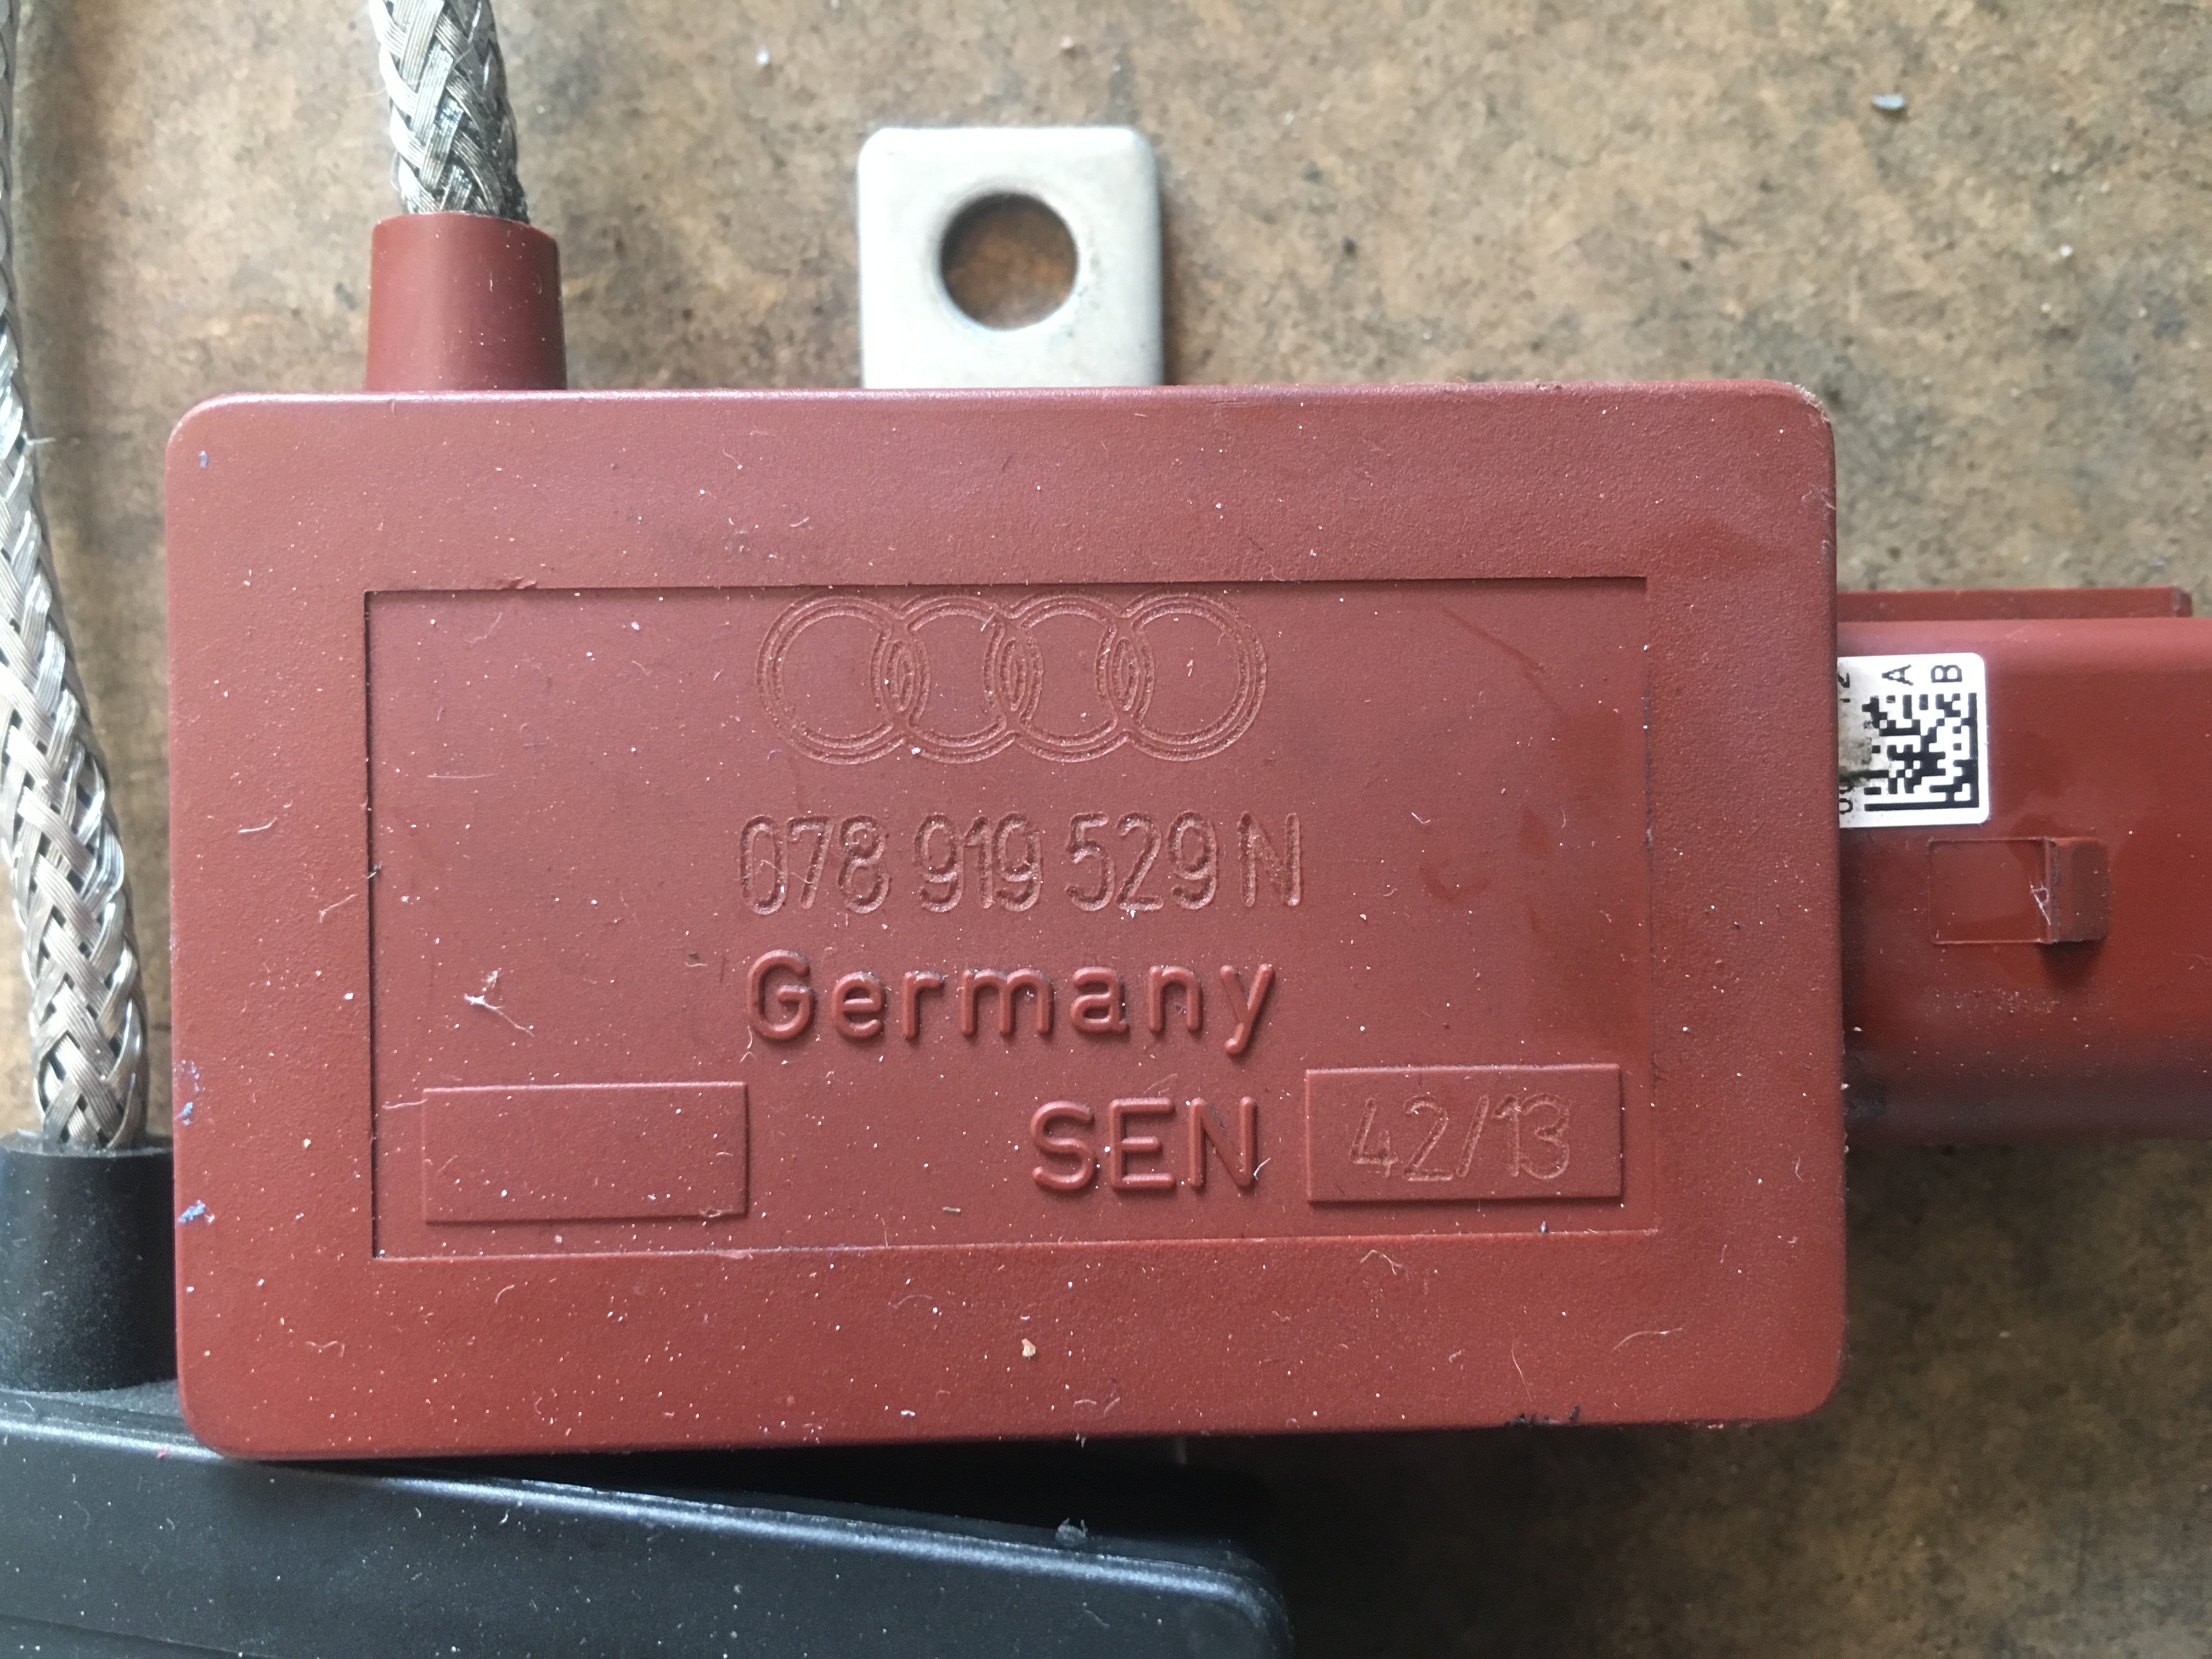 078 919 529 N
Germany
SEN 42/13
A
B